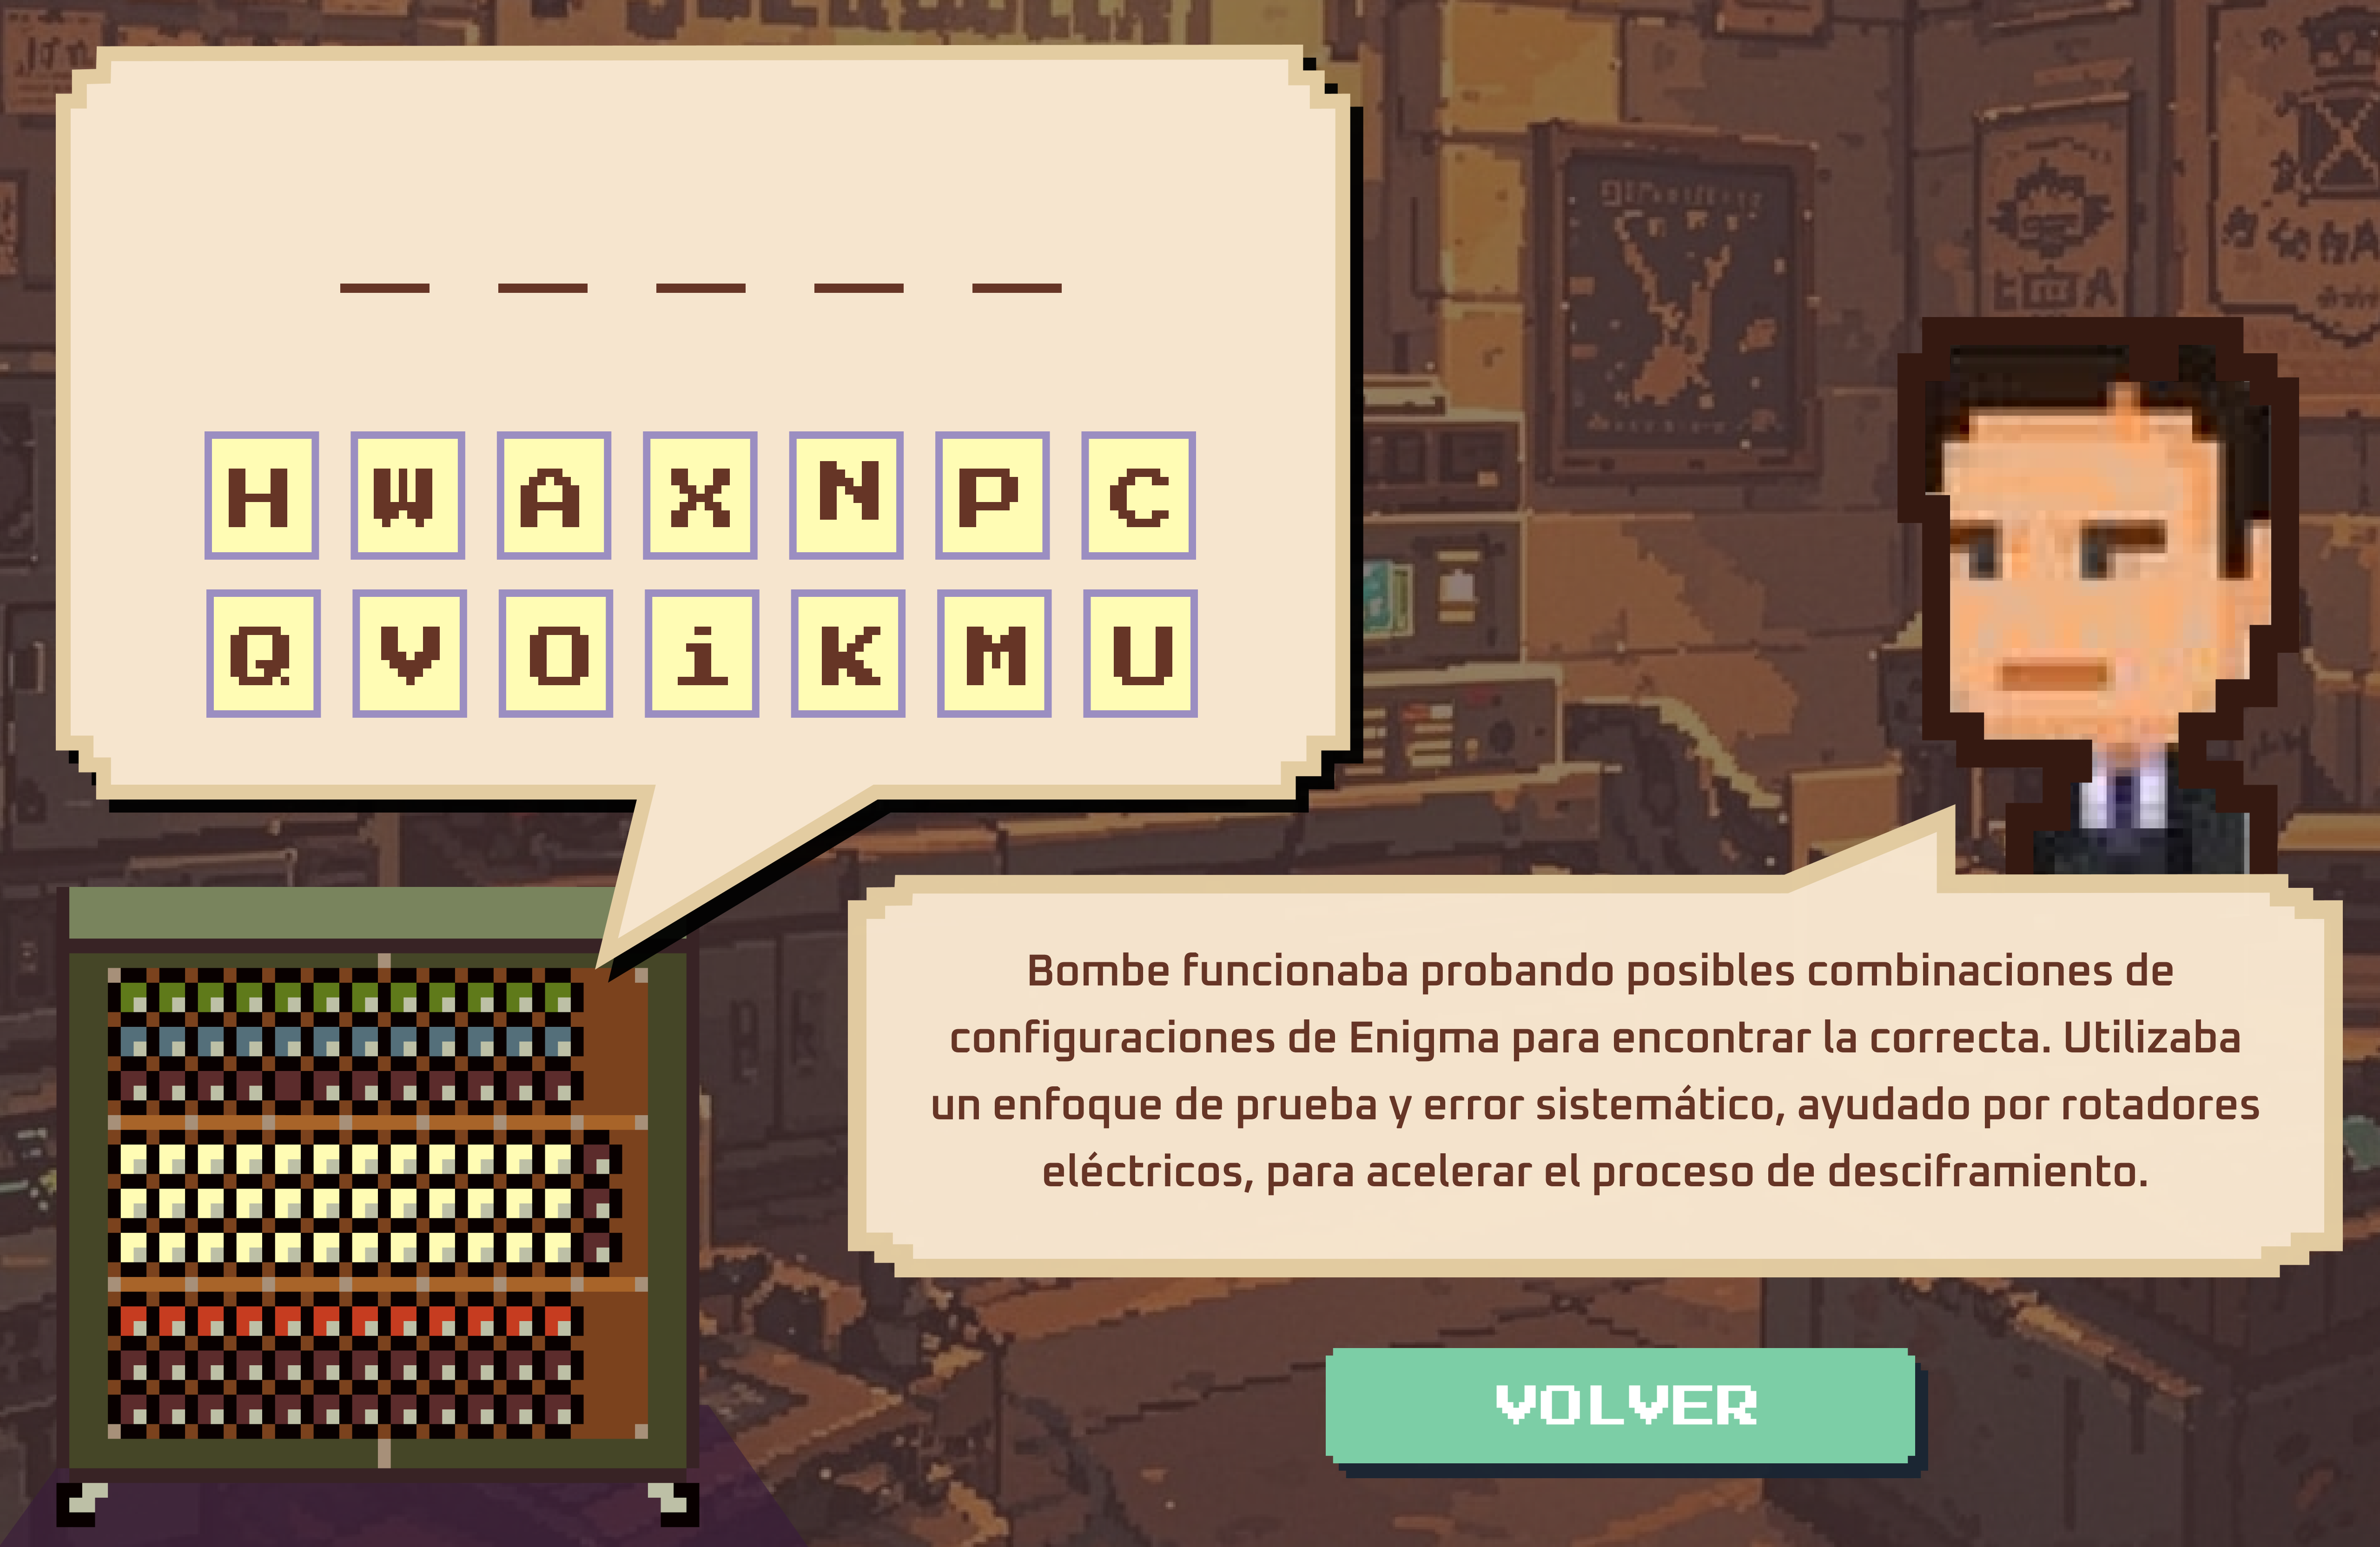 H W A X N P C
Q V O i K M U
Bombe funcionaba probando posibles combinaciones de
configuraciones de Enigma para encontrar la correcta. Utilizaba
un enfoque de prueba y error sistemático, ayudado por rotadores
eléctricos, para acelerar el proceso de desciframiento.
VOLVER